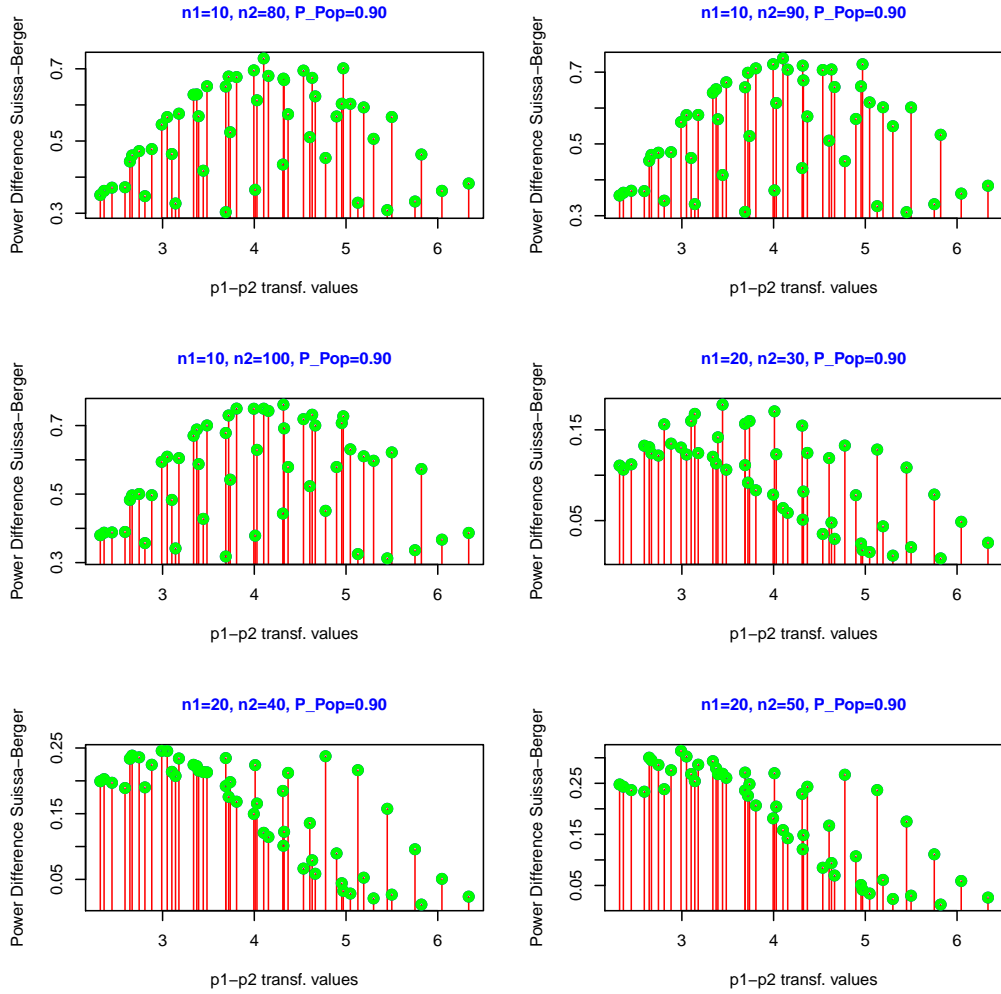 n1=10, n2=80, P_Pop=0.90
Power Difference Suissa−Berger
0.7
0.5
0.3
3 4 5 6
p1−p2 transf. values
n1=10, n2=90, P_Pop=0.90
Power Difference Suissa−Berger
0.7
0.5
0.3
3 4 5 6
p1−p2 transf. values
n1=10, n2=100, P_Pop=0.90
Power Difference Suissa−Berger
0.7
0.5
0.3
3 4 5 6
p1−p2 transf. values
n1=20, n2=30, P_Pop=0.90
Power Difference Suissa−Berger
0.15
0.05
3 4 5 6
p1−p2 transf. values
n1=20, n2=40, P_Pop=0.90
Power Difference Suissa−Berger
0.25
0.15
0.05
3 4 5 6
p1−p2 transf. values
n1=20, n2=50, P_Pop=0.90
Power Difference Suissa−Berger
0.25
0.15
0.05
3 4 5 6
p1−p2 transf. values